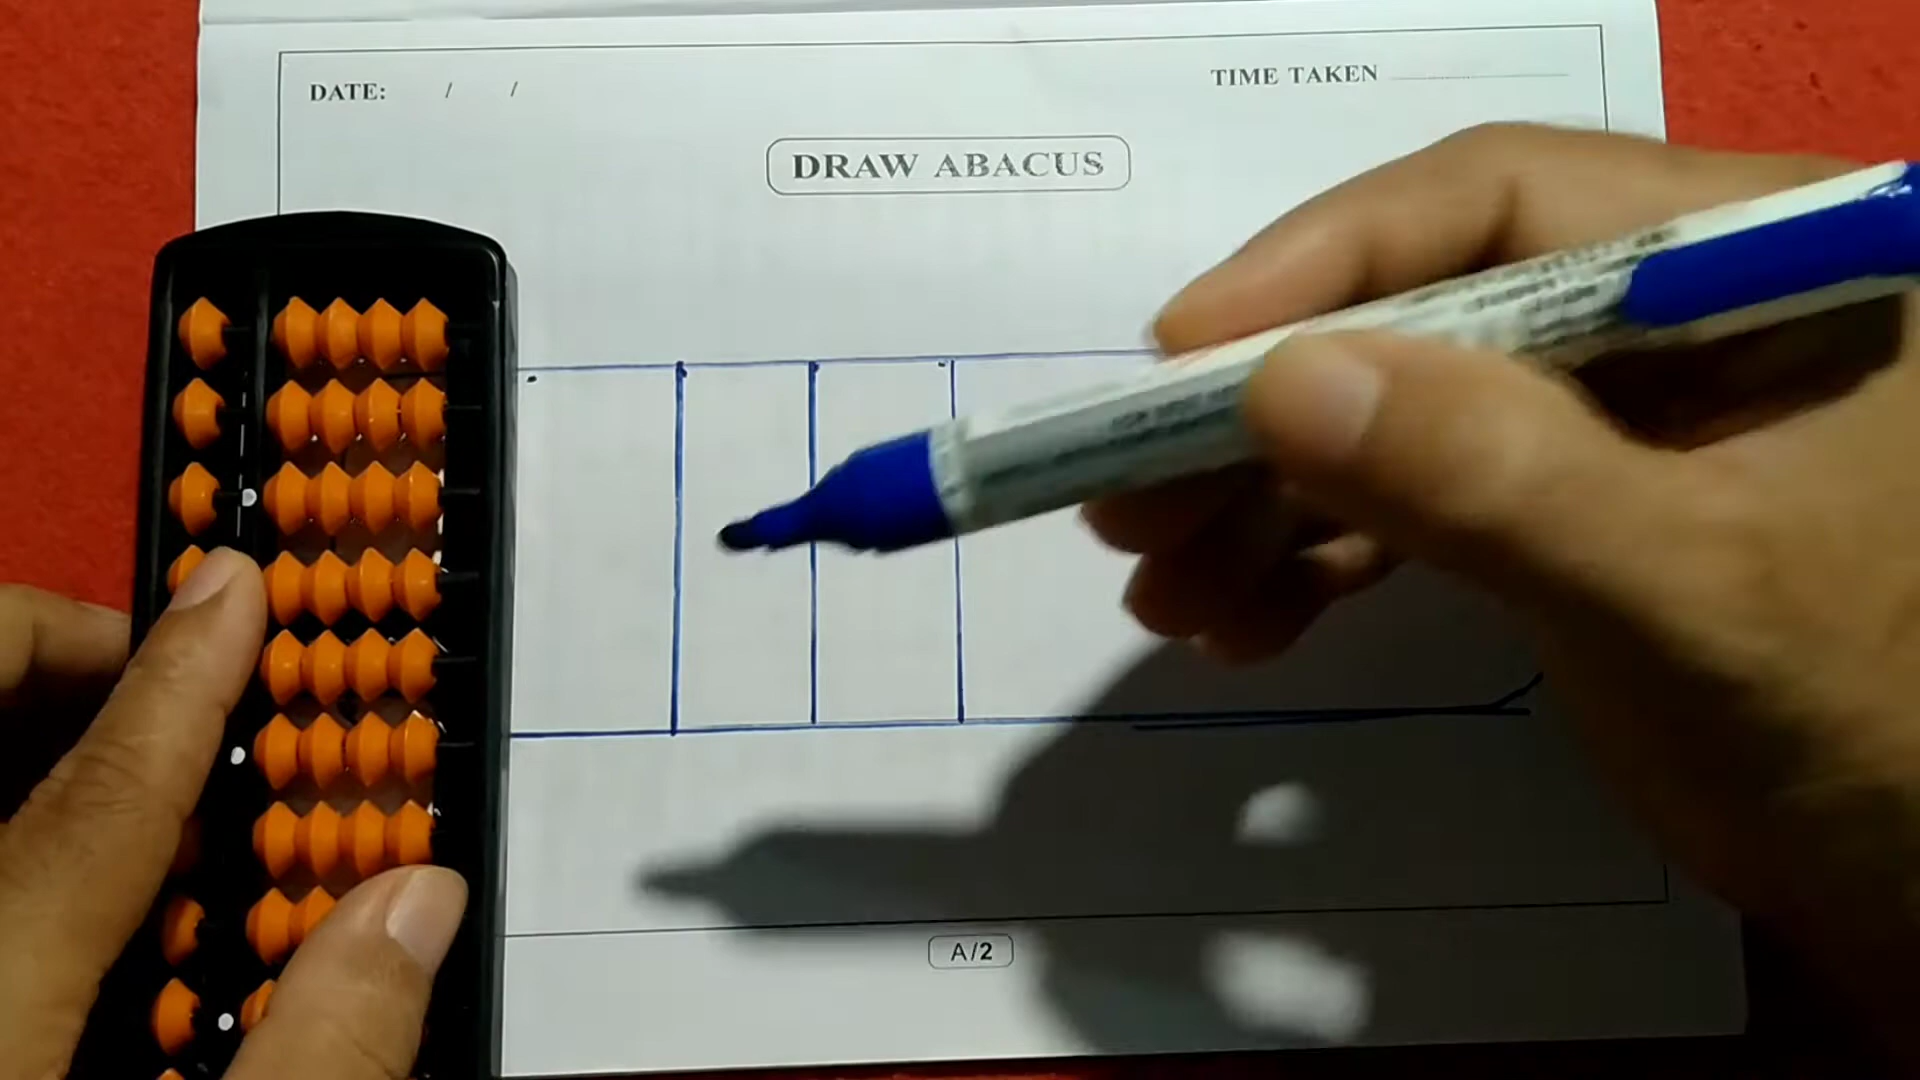 DATE: / /
TIME TAKEN
DRAW ABACUS
A/2